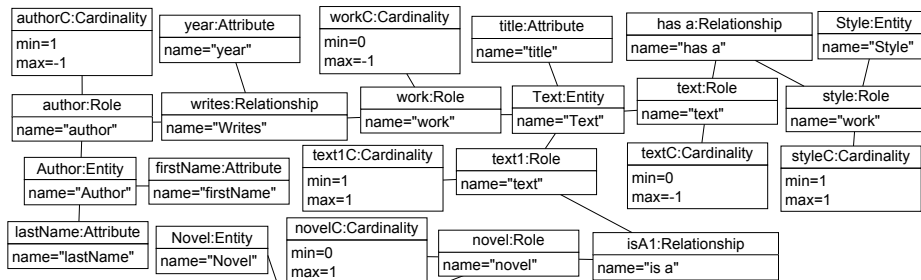 authorC:Cardinality
min=1
max=-1
year:Attribute
name="year"
workC:Cardinality
min=0
max=-1
title:Attribute
name="title"
has a:Relationship
name="has a"
Style:Entity
name="Style"
author:Role
name="author"
writes:Relationship
name="Writes"
work:Role
name="work"
Text:Entity
name="Text"
text:Role
name="text"
style:Role
name="work"
Author:Entity
name="Author"
firstName:Attribute
name="firstName"
text1C:Cardinality
min=1
max=1
text1:Role
name="text"
textC:Cardinality
min=0
max=-1
styleC:Cardinality
min=1
max=1
lastName:Attribute
name="lastName"
Novel:Entity
name="Novel"
novelC:Cardinality
min=0
max=1
novel:Role
name="novel"
isA1:Relationship
name="is a"